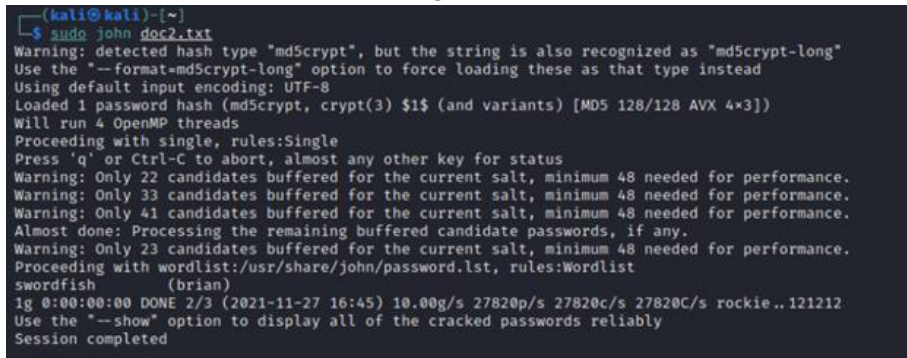 (kali㉿kali)-[~]
$ sudo john doc2.txt
Warning: detected hash type "md5crypt", but the string is also recognized as "md5crypt-long"
Use the "--format=md5crypt-long" option to force loading these as that type instead
Using default input encoding: UTF-8
Loaded 1 password hash (md5crypt, crypt(3) $1$ (and variants) [MD5 128/128 AVX 4×3])
Will run 4 OpenMP threads
Proceeding with single, rules:Single
Press 'q' or Ctrl-C to abort, almost any other key for status
Warning: Only 22 candidates buffered for the current salt, minimum 48 needed for performance.
Warning: Only 33 candidates buffered for the current salt, minimum 48 needed for performance.
Warning: Only 41 candidates buffered for the current salt, minimum 48 needed for performance.
Almost done: Processing the remaining buffered candidate passwords, if any.
Warning: Only 23 candidates buffered for the current salt, minimum 48 needed for performance.
Proceeding with wordlist:/usr/share/john/password.lst, rules:Wordlist
swordfish (brian)
1g 0:00:00:00 DONE 2/3 (2021-11-27 16:45) 10.00g/s 27820p/s 27820c/s 27820C/s rockie..121212
Use the "--show" option to display all of the cracked passwords reliably
Session completed